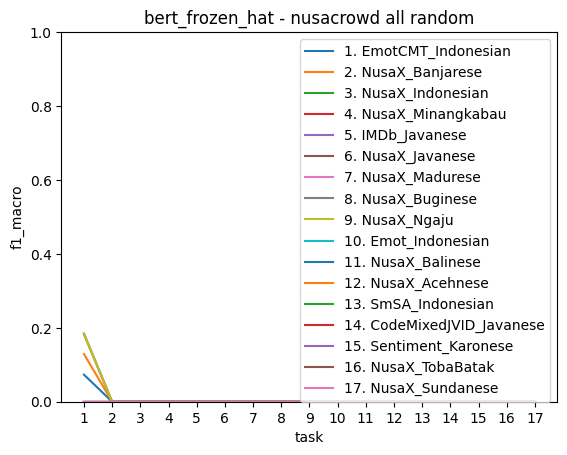 bert_frozen_hat - nusacrowd all random
f1_macro
1.0
0.8
0.6
0.4
0.2
0.0
1. EmotCMT_Indonesian
2. NusaX_Banjarese
3. NusaX_Indonesian
4. NusaX_Minangkabau
5. IMDb_Javanese
6. NusaX_Javanese
7. NusaX_Madurese
8. NusaX_Buginese
9. NusaX_Ngaju
10. Emot_Indonesian
11. NusaX_Balinese
12. NusaX_Acehnese
13. SmSA_Indonesian
14. CodeMixedJVID_Javanese
15. Sentiment_Karonese
16. NusaX_TobaBatak
17. NusaX_Sundanese
1 2 3 4 5 6 7 8 9 10 11 12 13 14 15 16 17
task